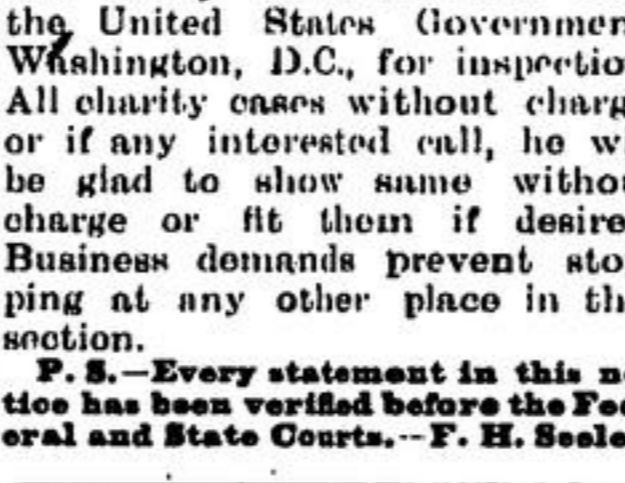 the United States Governmen
Washington, D.C., for inspectio
All charity cases without charg
or if any interested call, he wi
be glad to show same withou
charge or fit them if desire
Business demands prevent sto
ping at any other place in th
section.
P. S.—Every statement in this n
tice has been verified before the Fed
eral and State Courts.--F. H. Seele